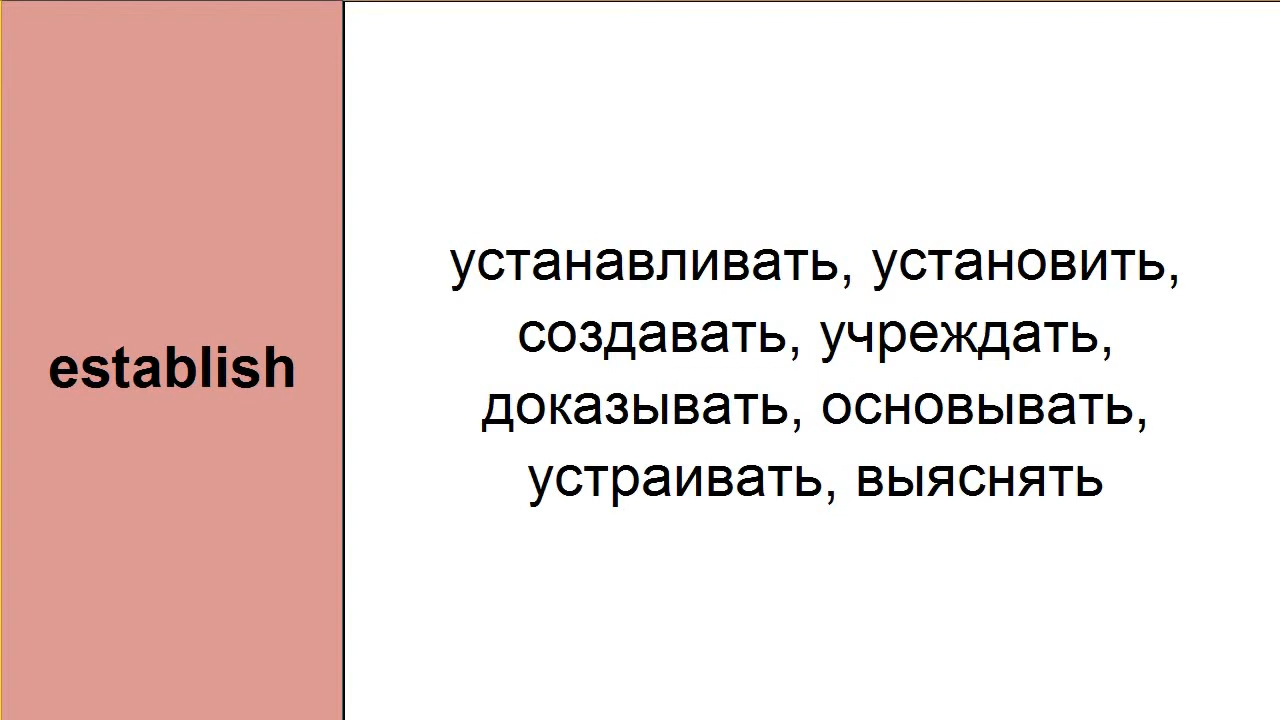 establish
устанавливать, установить,
создавать, учреждать,
доказывать, основывать,
устраивать, выяснять